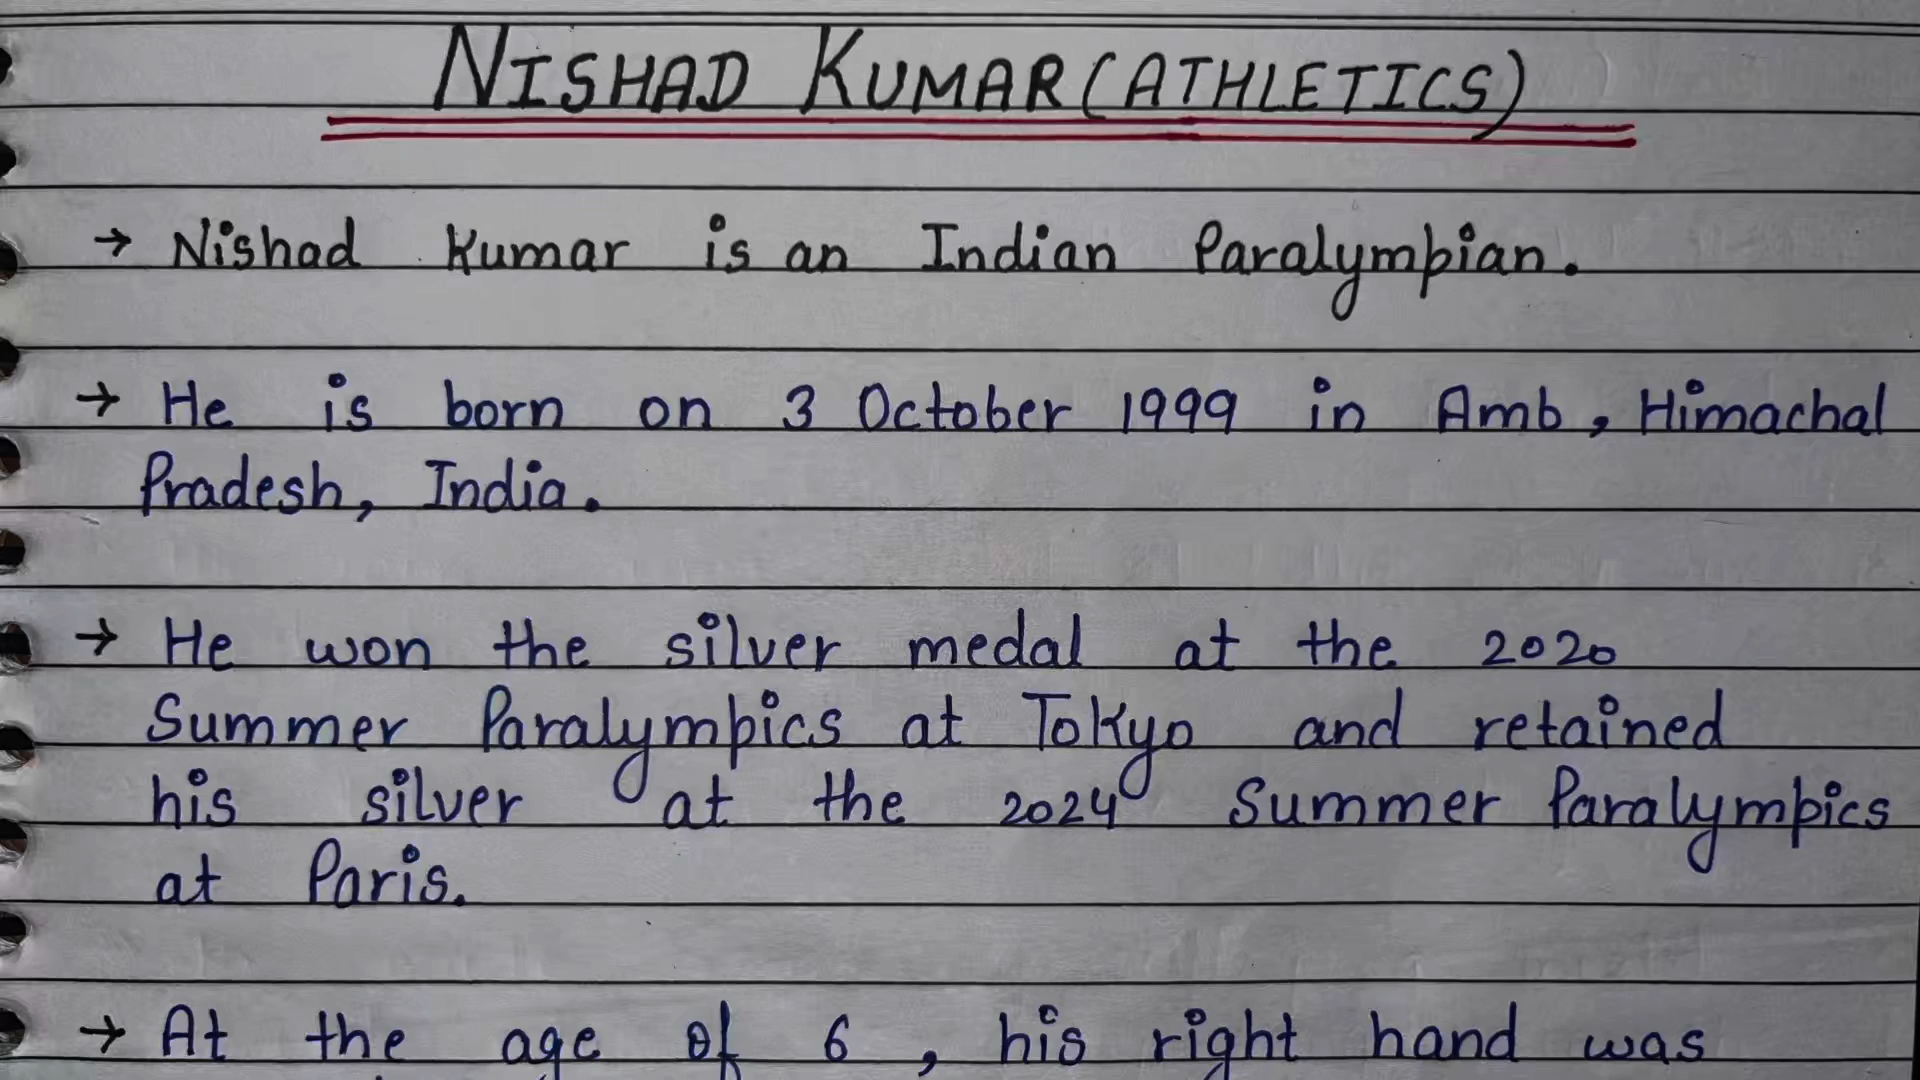 NISHAD KUMAR (ATHLETICS)
→ Nishad Kumar is an Indian Paralympian.
→ He is born on 3 October 1999 in Amb, Himachal
Pradesh, India.
→ He won the silver medal at the 2020
Summer Paralympics at Tokyo and retained
his silver at the 2024 Summer Paralympics
at Paris.
→ At the age of 6, his right hand was